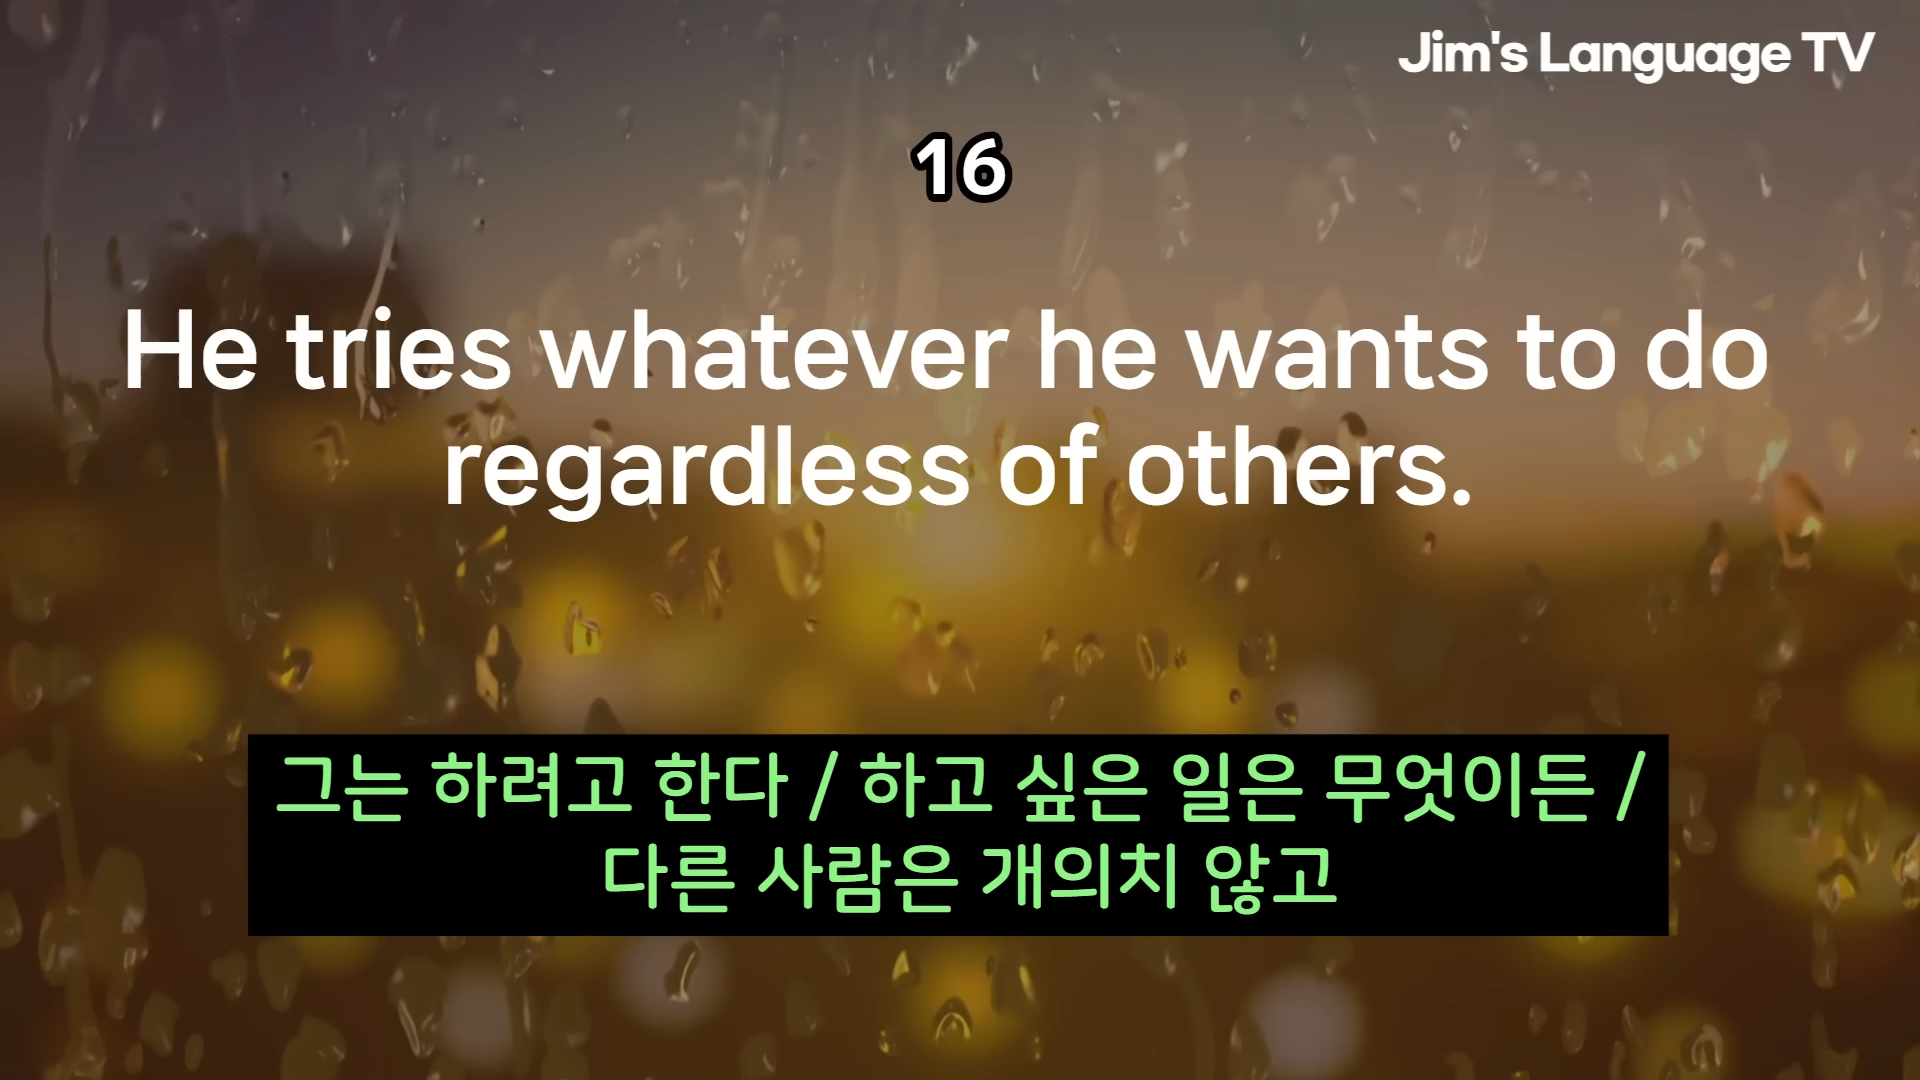 Jim's Language TV
16
He tries whatever he wants to do
regardless of others.
그는 하려고 한다 / 하고 싶은 일은 무엇이든 /
다른 사람은 개의치 않고